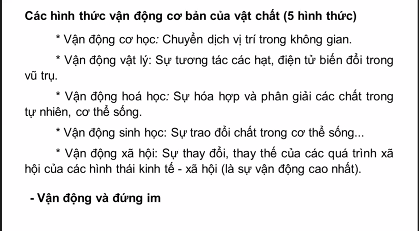 Các hình thức vận động cơ bản của vật chất (5 hình thức)
* Vận động cơ học: Chuyển dịch vị trí trong không gian.
* Vận động vật lý: Sự tương tác các hạt, điện tử biến đổi trong
vũ trụ.
* Vận động hoá học: Sự hóa hợp và phân giải các chất trong
tự nhiên, cơ thể sống.
* Vận động sinh học: Sự trao đổi chất trong cơ thể sống...
* Vận động xã hội: Sự thay đổi, thay thế của các quá trình xã
hội của các hình thái kinh tế - xã hội (là sự vận động cao nhất).
- Vận động và đứng im